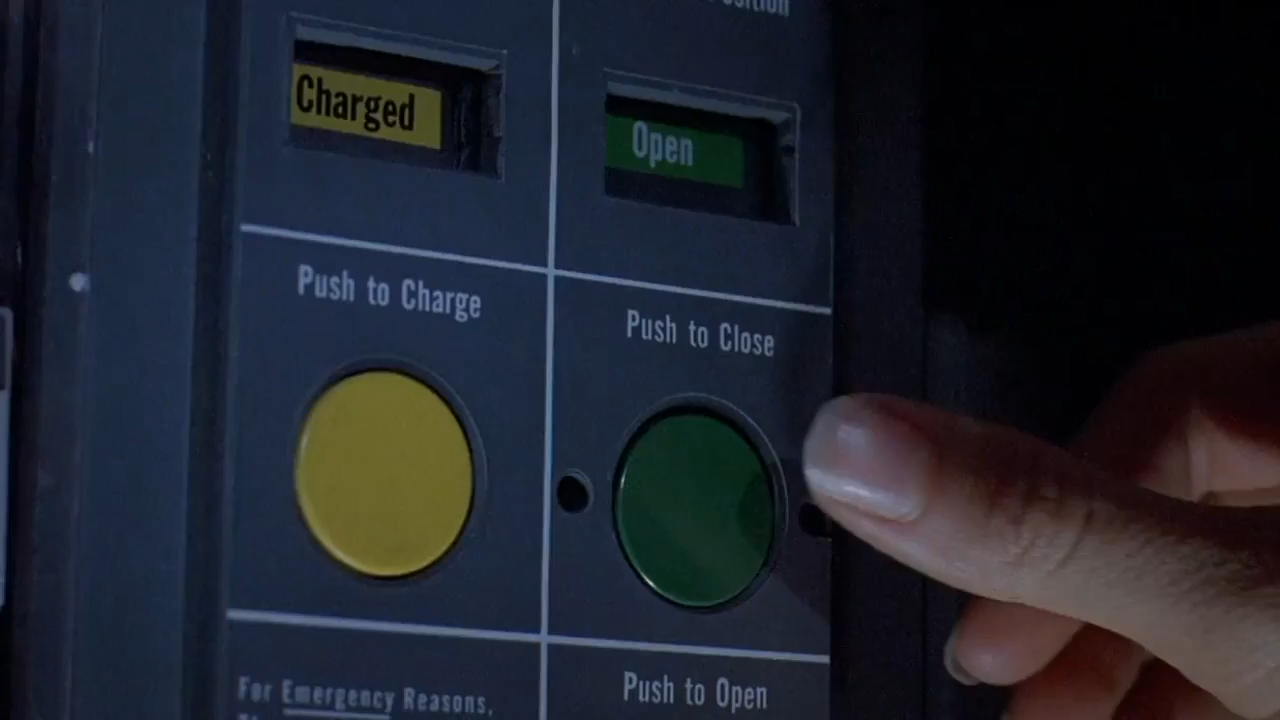 Charged
Open
Push to Charge
Push to Close
For Emergency Reasons,
Push to Open